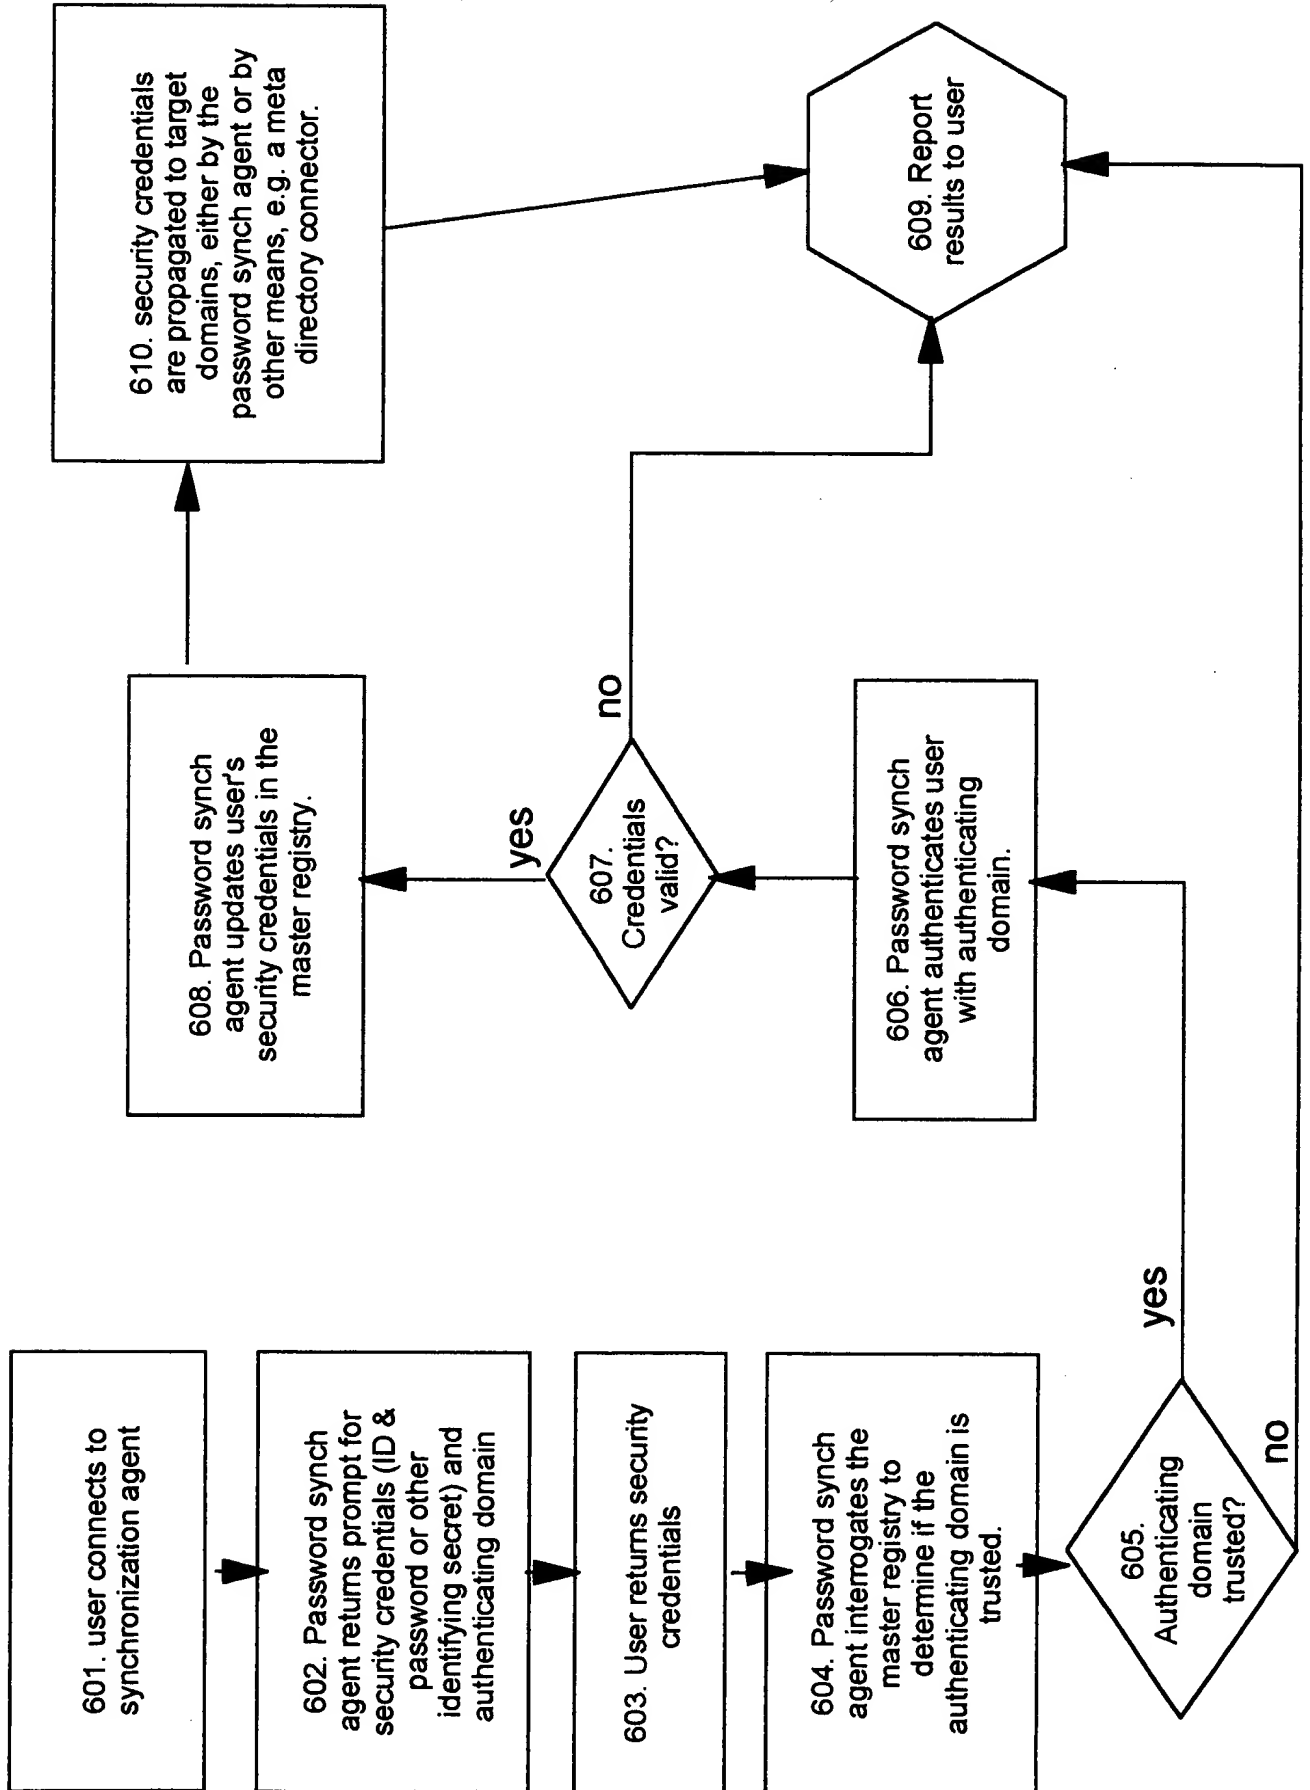 601. user connects to
synchronization agent
602. Password synch
agent returns prompt for
security credentials (ID &
password or other
identifying secret) and
authenticating domain
603. User returns security
credentials
604. Password synch
agent interrogates the
master registry to
determine if the
authenticating domain is
trusted.
605.
Authenticating
domain
trusted?
yes
no
606. Password synch
agent authenticates user
with authenticating
domain.
607.
Credentials
valid?
yes
no
608. Password synch
agent updates user's
security credentials in the
master registry.
610. security credentials
are propagated to target
domains, either by the
password synch agent or by
other means, e.g. a meta
directory connector.
609. Report
results to user